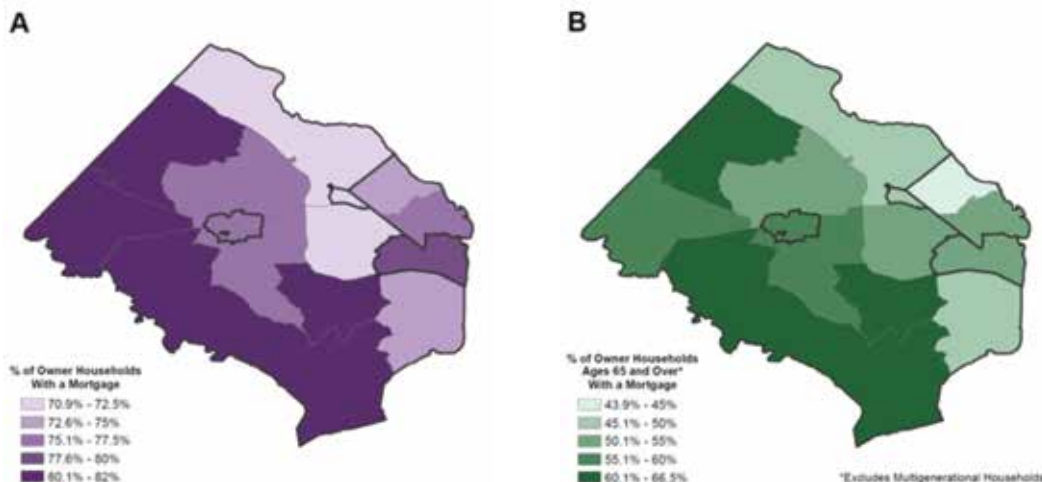 A
B
% of Owner Households
With a Mortgage
70.9% - 72.5%
72.6% - 75%
75.1% - 77.5%
77.6% - 80%
80.1% - 82%
% of Owner Households
Ages 65 and Over*
With a Mortgage
43.9% - 45%
45.1% - 50%
50.1% - 55%
55.1% - 60%
60.1% - 66.5%
*Excludes Multigenerational Households